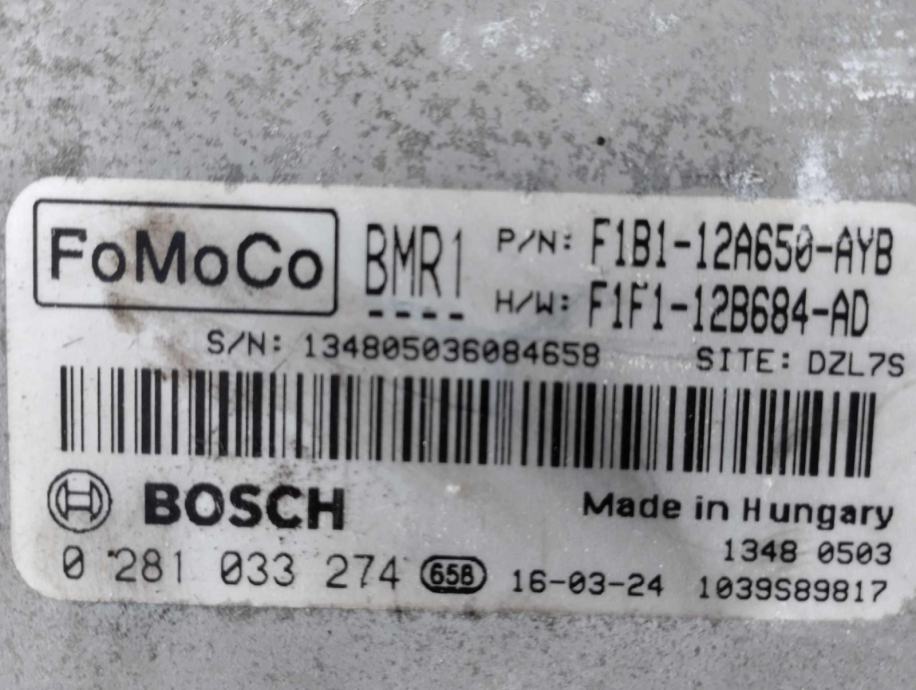 FoMoCo BMR1 P/N: F1B1-12A650-AYB
H/W: F1F1-12B684-AD
S/N: 134805036084658 SITE: DZL7S
BOSCH Made in Hungary
1348 0503
0 281 033 274 658 16-03-24 1039S89817